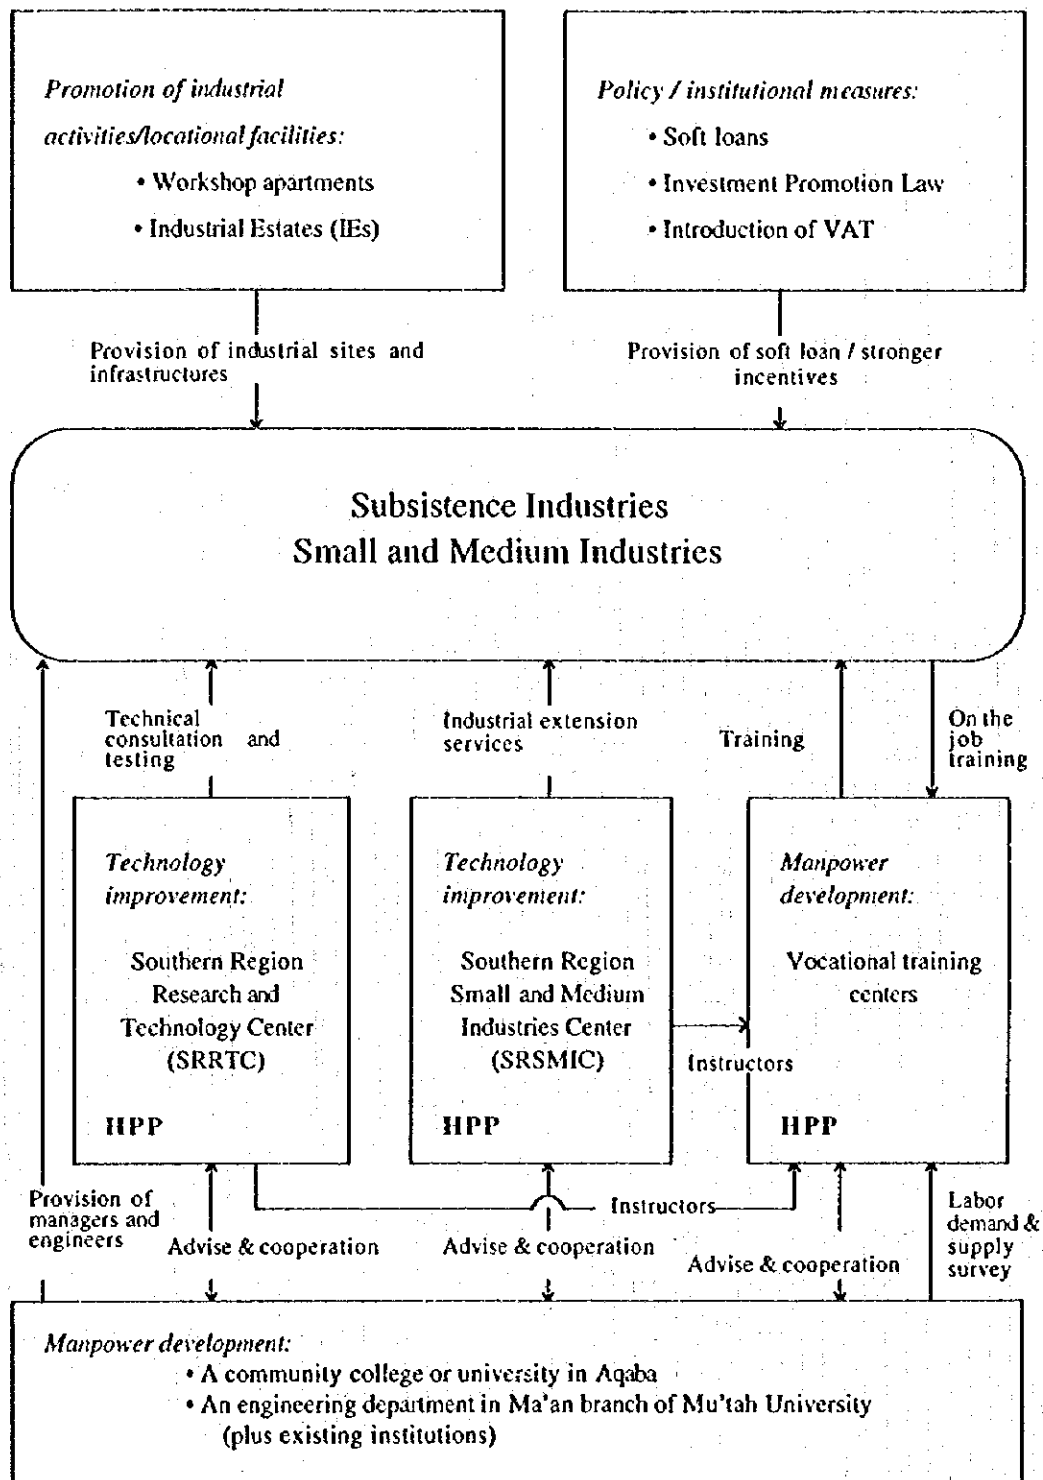 Promotion of industrial
activities/locational facilities:
• Workshop apartments
• Industrial Estates (IEs)
Policy / institutional measures:
• Soft loans
• Investment Promotion Law
• Introduction of VAT
Provision of industrial sites and
infrastructures
Provision of soft loan / stronger
incentives
Subsistence Industries
Small and Medium Industries
Technical
consultation and
testing
Industrial extension
services
Training
On the
job
training
Technology
improvement:
Southern Region
Research and
Technology Center
(SRRTC)
HPP
Technology
improvement:
Southern Region
Small and Medium
Industries Center
(SRSMIC)
HPP
Manpower
development:
Vocational training
centers
HPP
Instructors
Provision of
managers and
engineers
Advise & cooperation
Instructors
Advise & cooperation
Advise & cooperation
Labor
demand &
supply
survey
Manpower development:
• A community college or university in Aqaba
• An engineering department in Ma'an branch of Mu'tah University
(plus existing institutions)